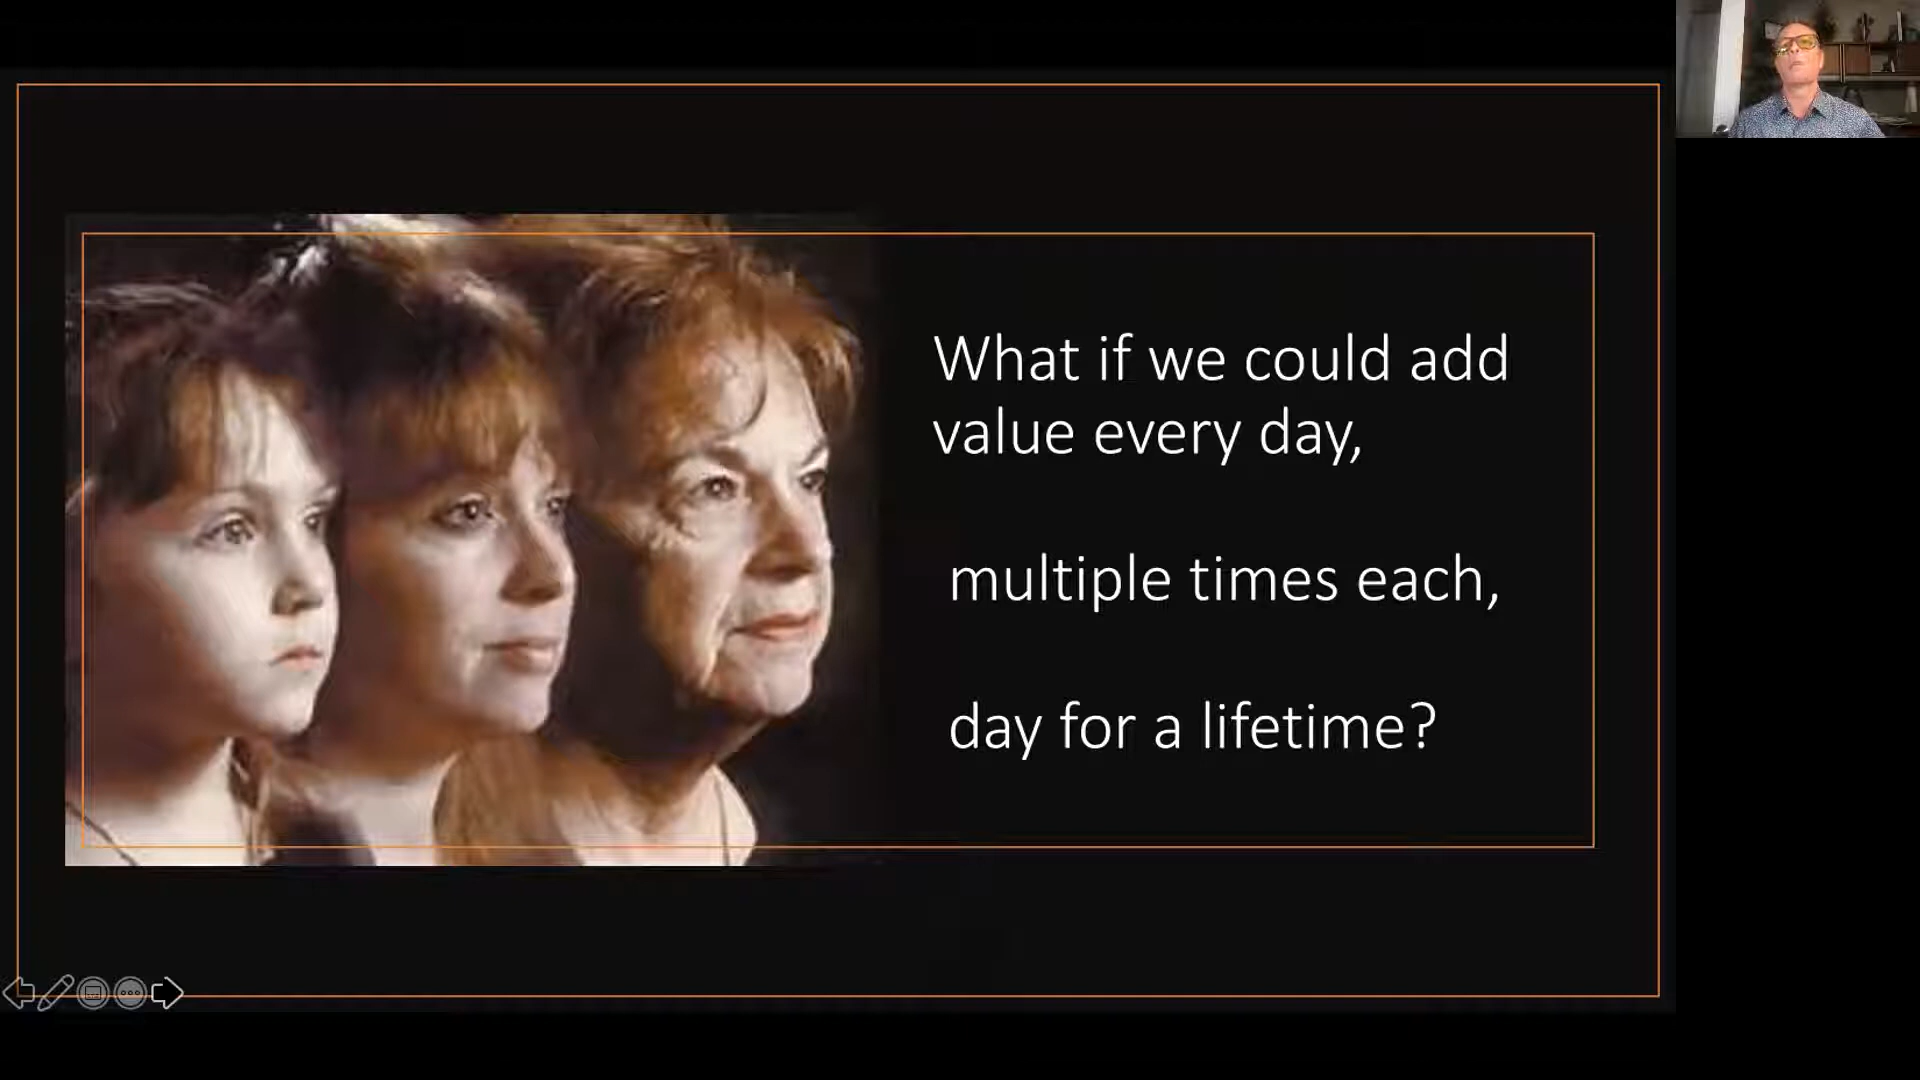 What if we could add
value every day,
multiple times each,
day for a lifetime?